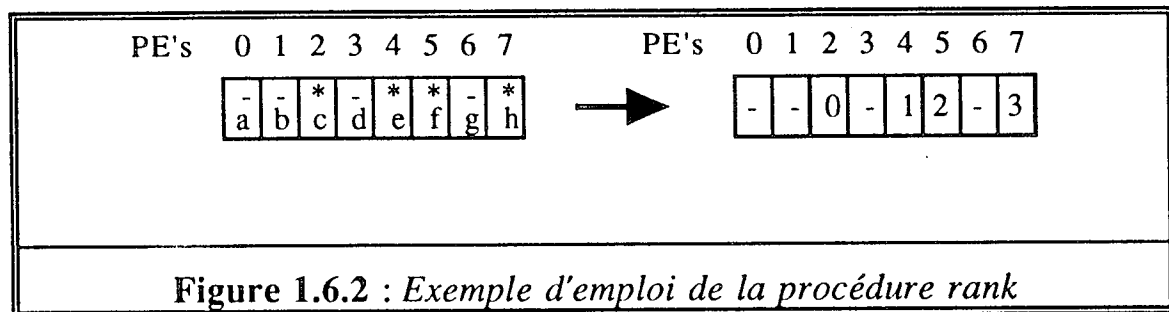 PE's 0 1 2 3 4 5 6 7 PE's 0 1 2 3 4 5 6 7
- - * - * * - * - - 0 - 1 2 - 3
a b c d e f g h
Figure 1.6.2 : Exemple d'emploi de la procédure rank